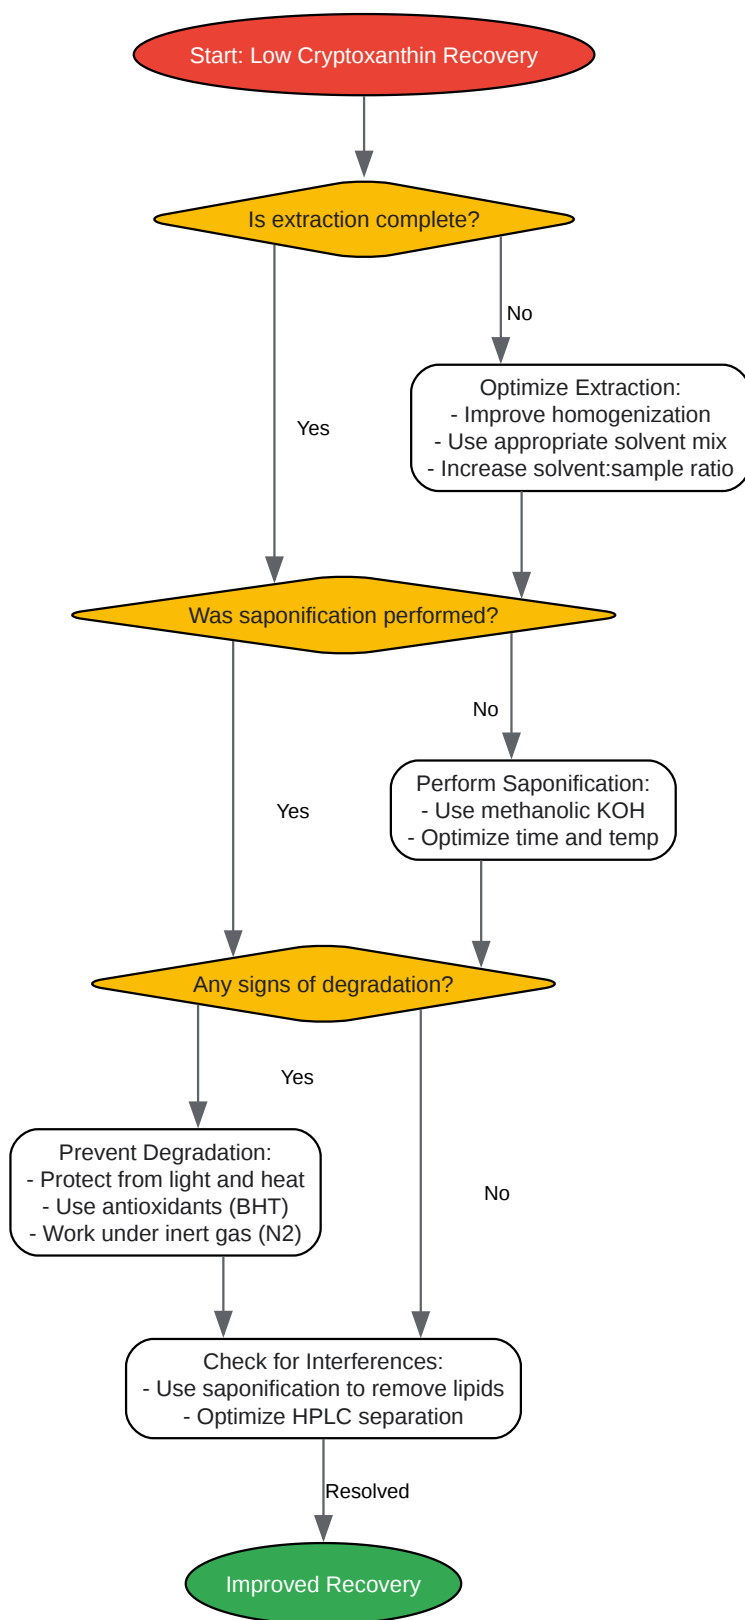 Start: Low Cryptoxanthin Recovery
Is extraction complete?
No
Optimize Extraction:
- Improve homogenization
- Use appropriate solvent mix
- Increase solvent:sample ratio
Yes
Was saponification performed?
No
Perform Saponification:
- Use methanolic KOH
- Optimize time and temp
Yes
Any signs of degradation?
Yes
Prevent Degradation:
- Protect from light and heat
- Use antioxidants (BHT)
- Work under inert gas (N2)
No
Check for Interferences:
- Use saponification to remove lipids
- Optimize HPLC separation
Resolved
Improved Recovery